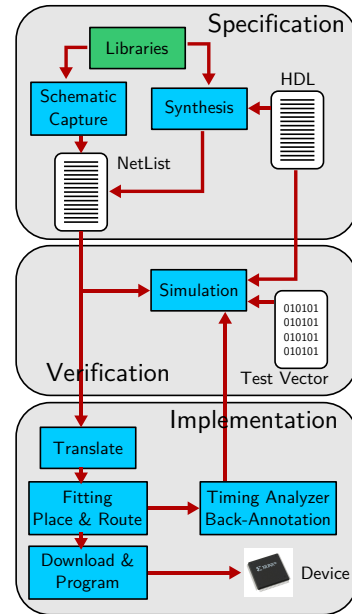 Specification
Libraries
Schematic
Capture
Synthesis
HDL
NetList
Simulation
010101
010101
010101
010101
Test Vector
Verification
Implementation
Translate
Fitting
Place & Route
Timing Analyzer
Back-Annotation
Download &
Program
XILINX
Device